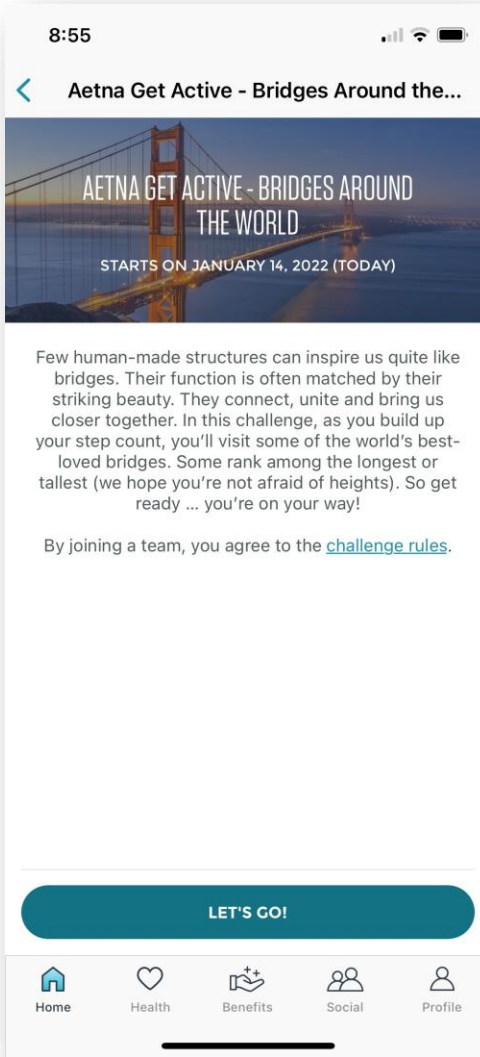 8:55
Aetna Get Active - Bridges Around the...
AETNA GET ACTIVE - BRIDGES AROUND
THE WORLD
STARTS ON JANUARY 14, 2022 (TODAY)
Few human-made structures can inspire us quite like
bridges. Their function is often matched by their
striking beauty. They connect, unite and bring us
closer together. In this challenge, as you build up
your step count, you’ll visit some of the world’s best-
loved bridges. Some rank among the longest or
tallest (we hope you’re not afraid of heights). So get
ready ... you’re on your way!
By joining a team, you agree to the challenge rules.
LET'S GO!
Home Health Benefits Social Profile